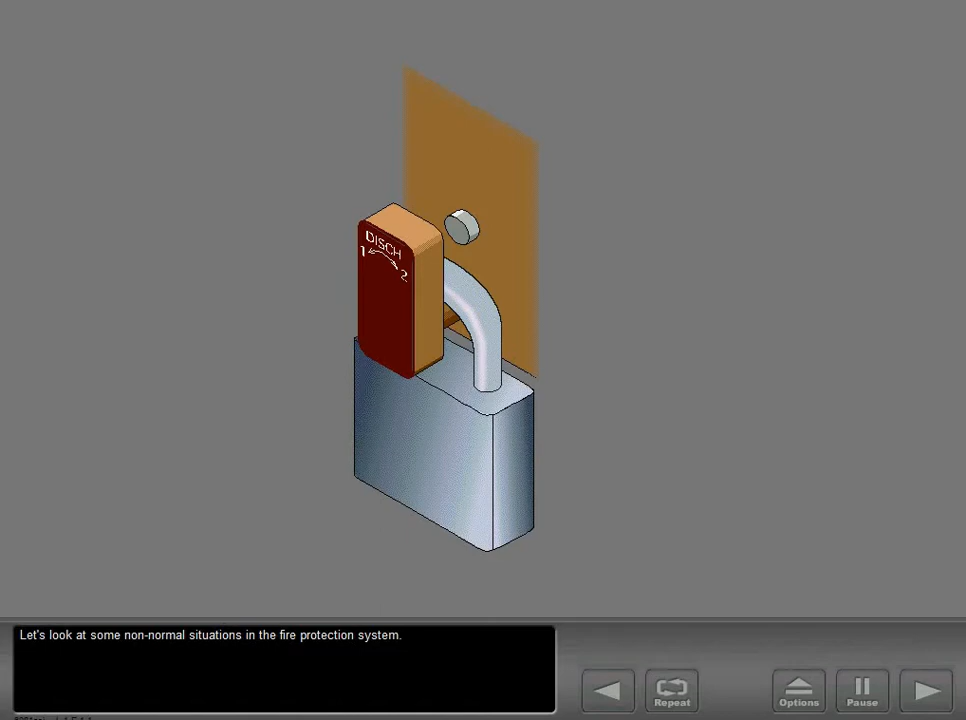 DISCH
1 2
Let's look at some non-normal situations in the fire protection system.
Repeat
Options
Pause